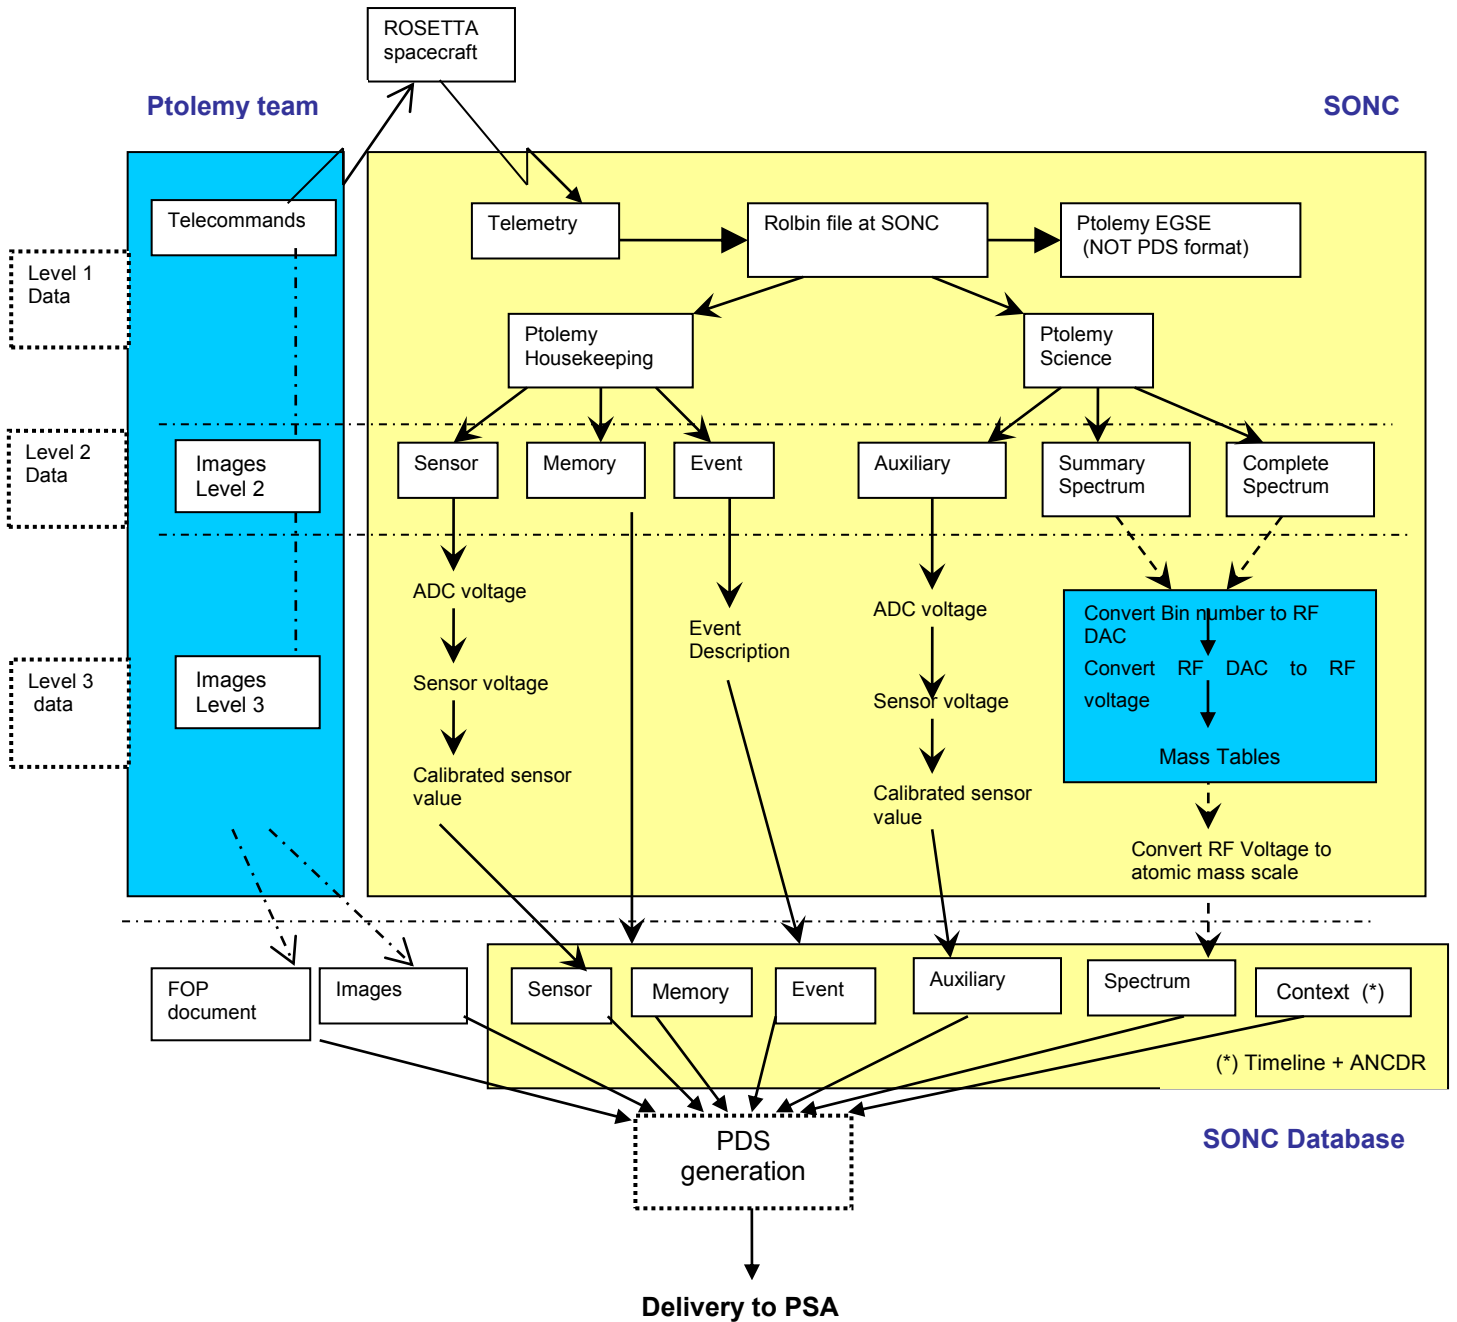 ROSETTA
spacecraft
Ptolemy team
SONC
Telecommands
Telemetry
Rolbin file at SONC
Ptolemy EGSE
(NOT PDS format)
Level 1
Data
Ptolemy
Housekeeping
Ptolemy
Science
Level 2
Data
Images
Level 2
Sensor
Memory
Event
Auxiliary
Summary
Spectrum
Complete
Spectrum
ADC voltage
Sensor voltage
Calibrated sensor
value
Event
Description
ADC voltage
Sensor voltage
Calibrated sensor
value
Convert Bin number to RF
DAC
Convert RF DAC to RF
voltage
Mass Tables
Convert RF Voltage to
atomic mass scale
Level 3
data
Images
Level 3
FOP
document
Images
Sensor
Memory
Event
Auxiliary
Spectrum
Context (*)
(*) Timeline + ANCDR
PDS
generation
SONC Database
Delivery to PSA